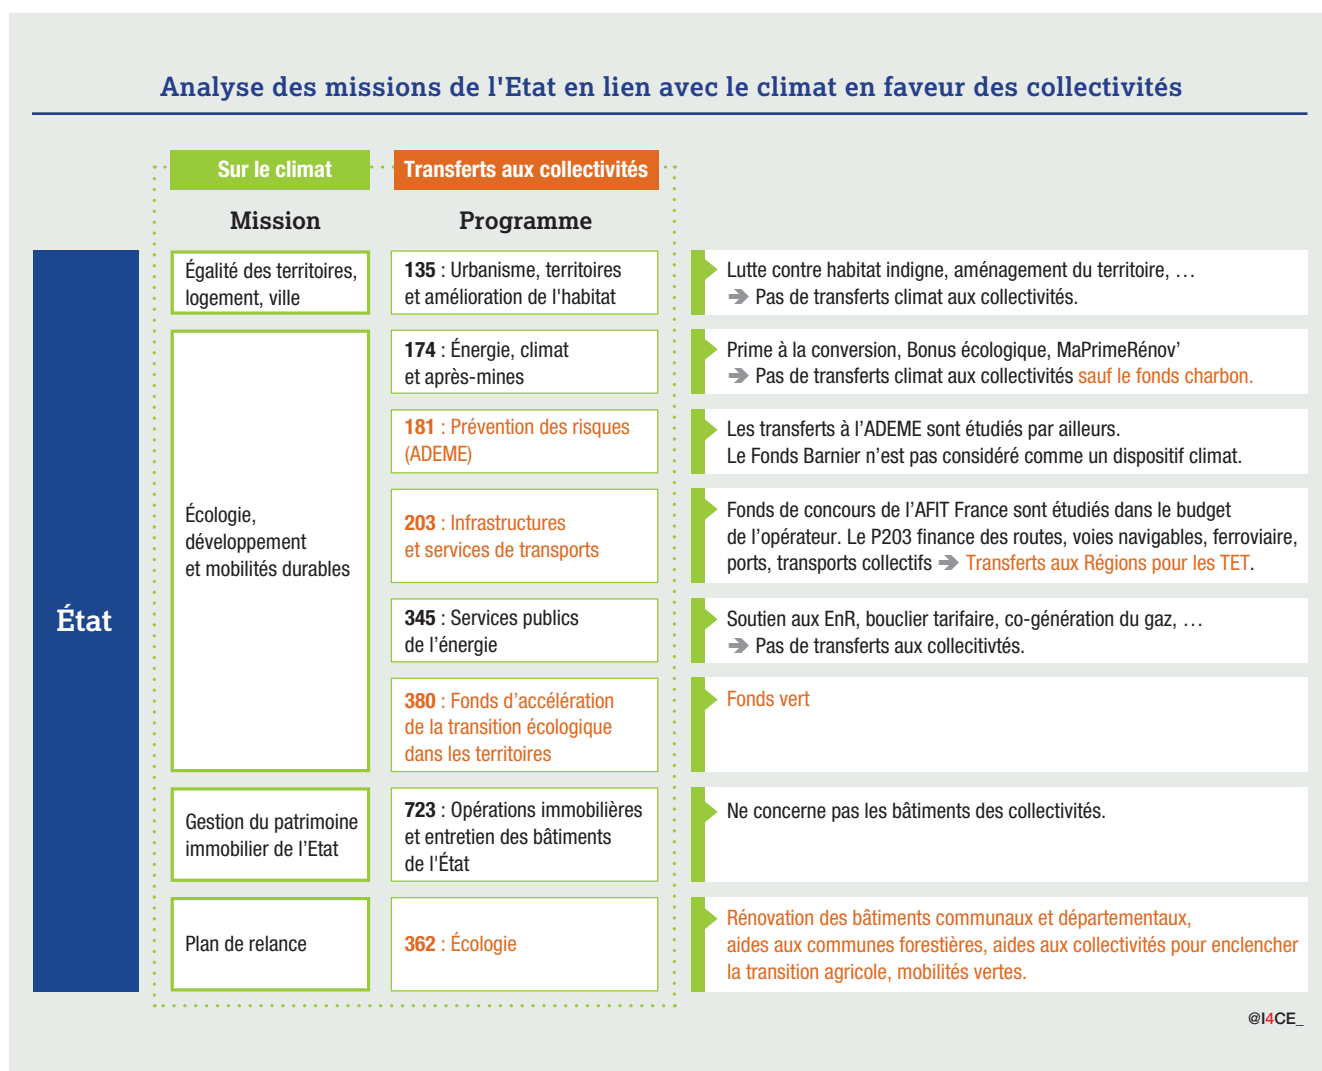 Analyse des missions de l'Etat en lien avec le climat en faveur des collectivités
Sur le climat
Transferts aux collectivités
Mission
Programme
État
Égalité des territoires,
logement, ville
135 : Urbanisme, territoires
et amélioration de l'habitat
Lutte contre habitat indigne, aménagement du territoire, …
➔ Pas de transferts climat aux collectivités.
Écologie,
développement
et mobilités durables
174 : Énergie, climat
et après-mines
Prime à la conversion, Bonus écologique, MaPrimeRénov’
➔ Pas de transferts climat aux collectivités sauf le fonds charbon.
181 : Prévention des risques
(ADEME)
Les transferts à l’ADEME sont étudiés par ailleurs.
Le Fonds Barnier n’est pas considéré comme un dispositif climat.
203 : Infrastructures
et services de transports
Fonds de concours de l’AFIT France sont étudiés dans le budget
de l’opérateur. Le P203 finance des routes, voies navigables, ferroviaire,
ports, transports collectifs ➔ Transferts aux Régions pour les TET.
345 : Services publics
de l’énergie
Soutien aux EnR, bouclier tarifaire, co-génération du gaz, …
➔ Pas de transferts aux collecitivtés.
380 : Fonds d’accélération
de la transition écologique
dans les territoires
Fonds vert
Gestion du patrimoine
immobilier de l’Etat
723 : Opérations immobilières
et entretien des bâtiments
de l'État
Ne concerne pas les bâtiments des collectivités.
Plan de relance
362 : Écologie
Rénovation des bâtiments communaux et départementaux,
aides aux communes forestières, aides aux collectivités pour enclencher
la transition agricole, mobilités vertes.
@I4CE_